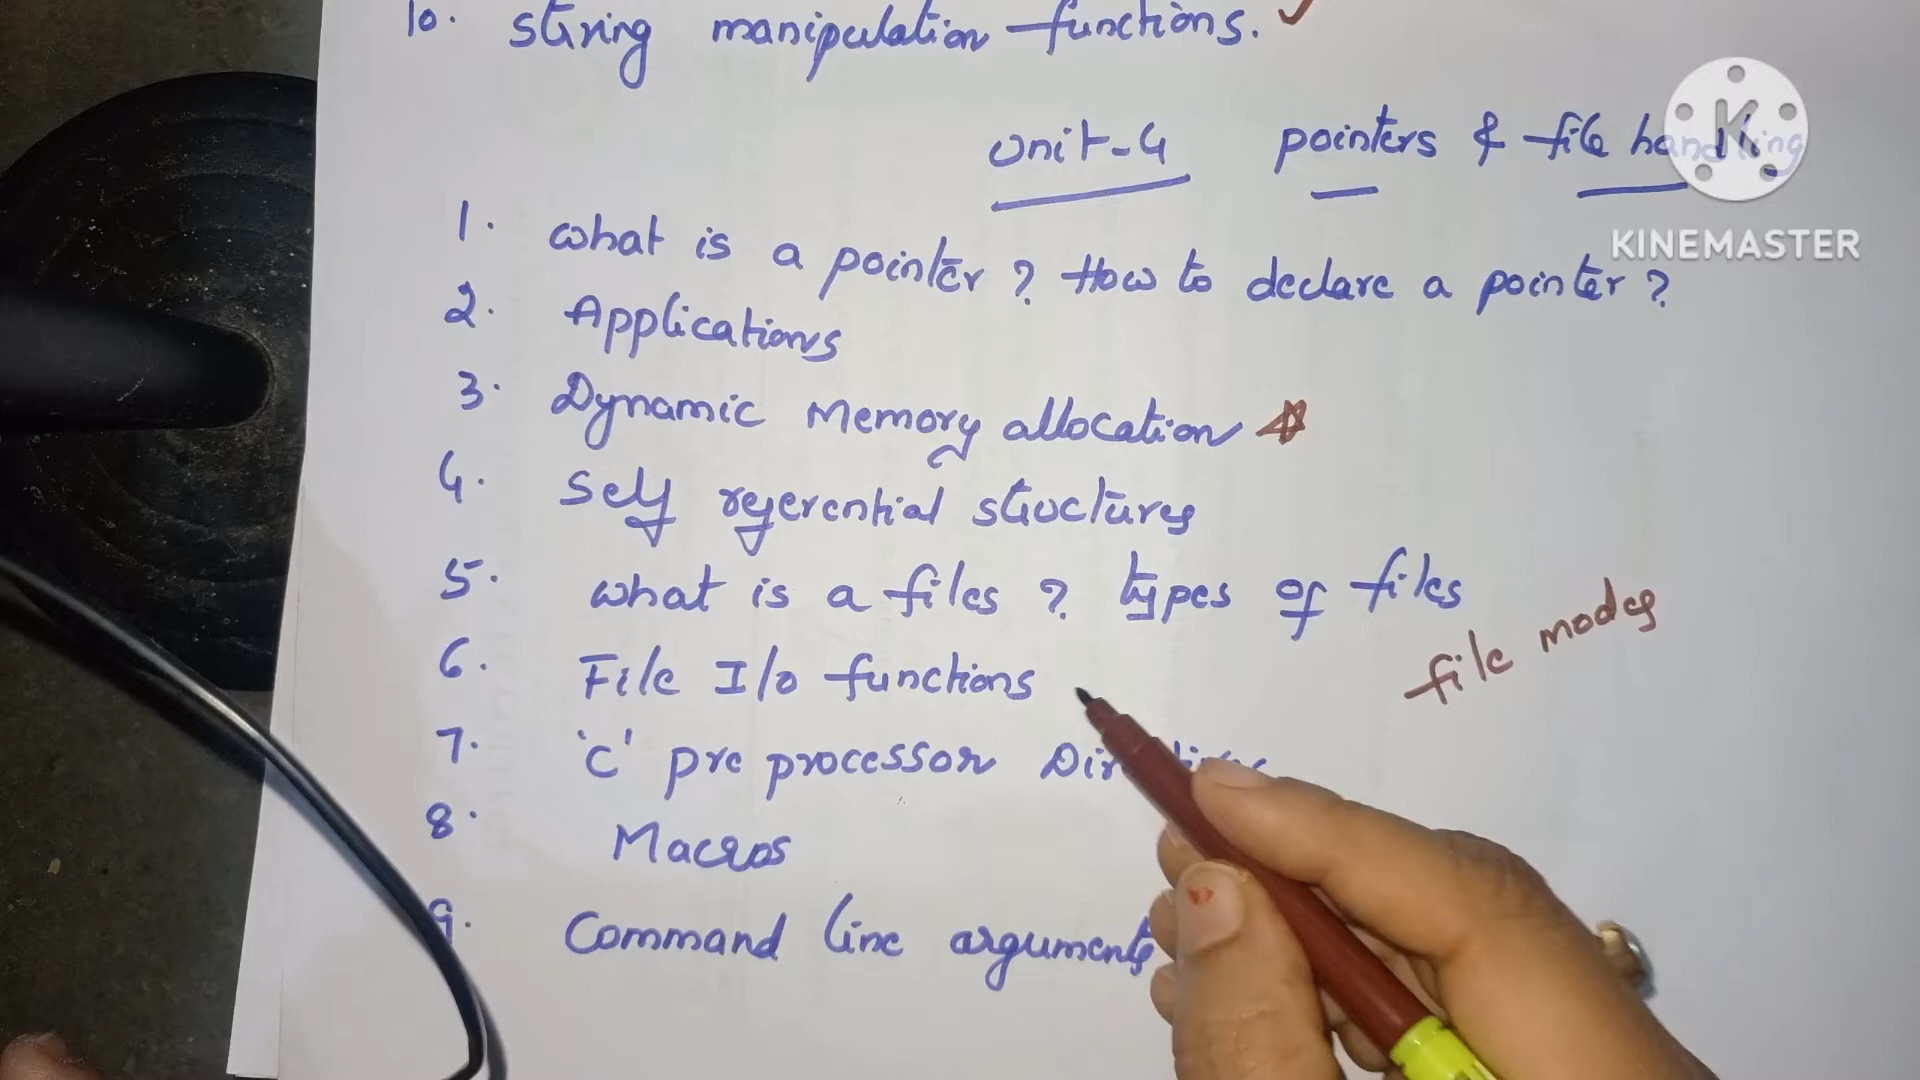 10. string manipulation functions.
Unit-4 pointers & file handling
KINEMASTER
1. What is a pointer? How to declare a pointer?
2. Applications
3. Dynamic Memory allocation
4. Self referential structures
5. what is a files? types of files
file modes
6. File I/o functions
7. 'C' pre processor
8. Macros
9. Command line arguments